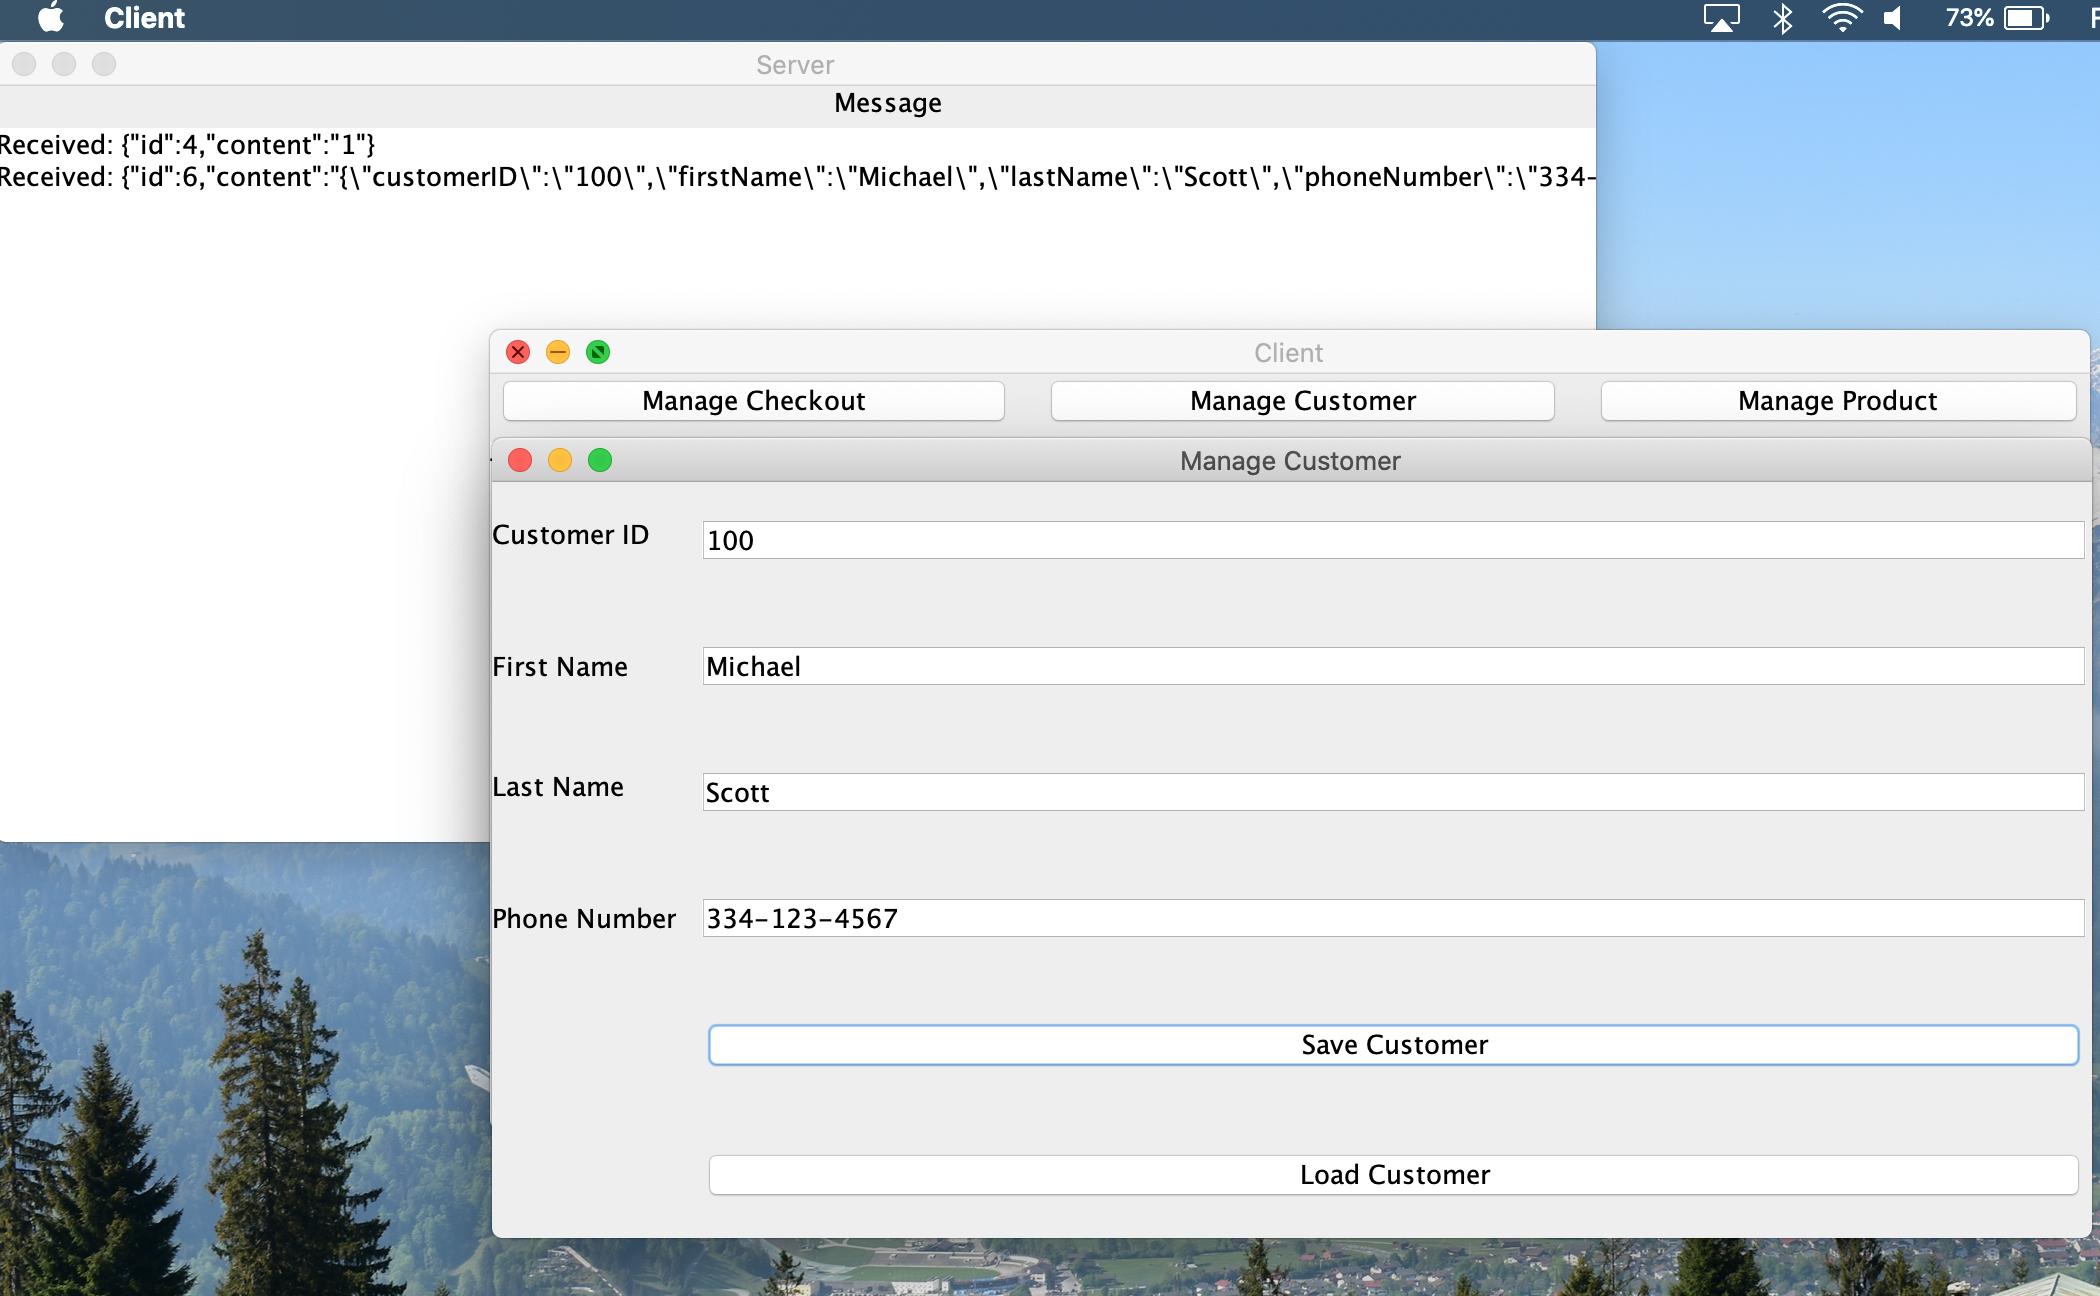 Client
73%
Server
Message
Received: {"id":4,"content":"1"}
Received: {"id":6,"content":"{\"customerID\":\"100\",\"firstName\":\"Michael\",\"lastName\":\"Scott\",\"phoneNumber\":\"334-
Client
Manage Checkout Manage Customer Manage Product
Manage Customer
Customer ID 100
First Name Michael
Last Name Scott
Phone Number 334-123-4567
Save Customer
Load Customer